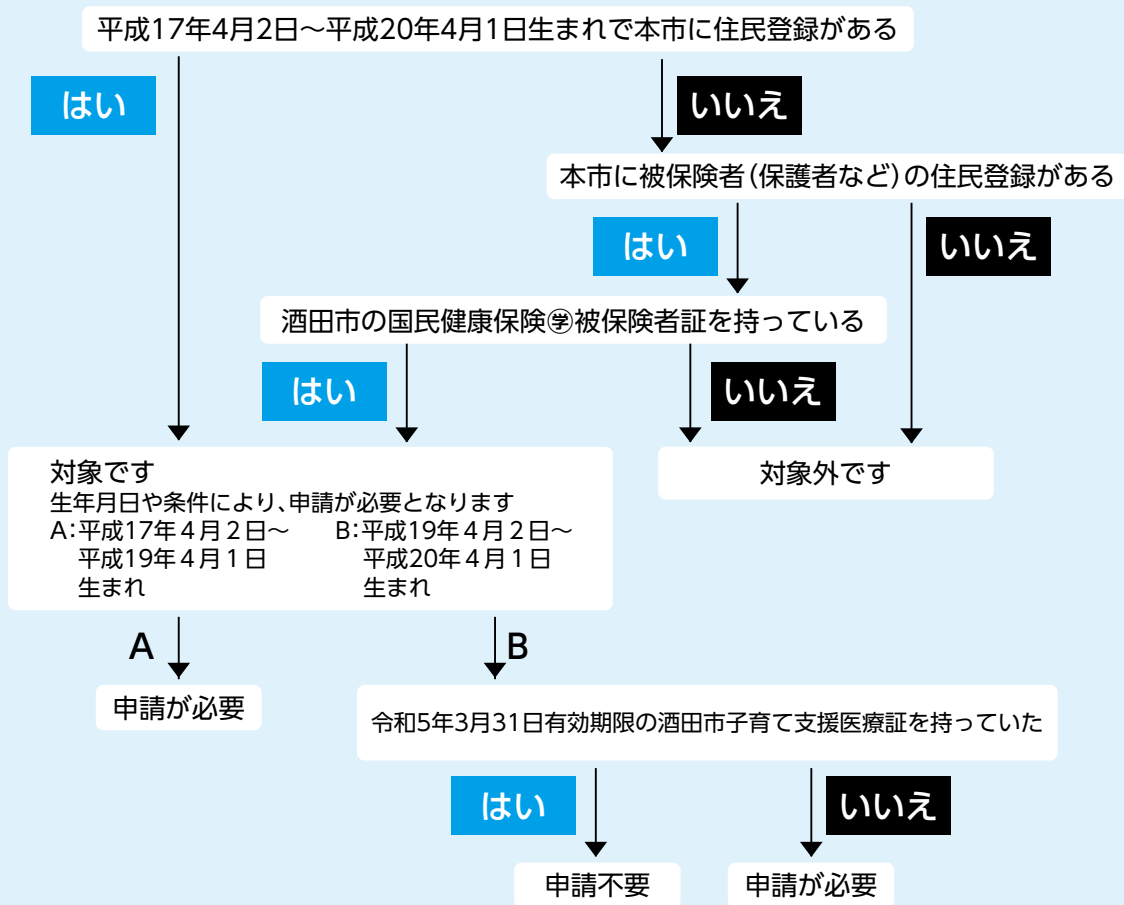 平成17年4月2日～平成20年4月1日生まれで本市に住民登録がある
はい
いいえ
本市に被保険者(保護者など)の住民登録がある
はい
いいえ
酒田市の国民健康保険㊫被保険者証を持っている
はい
いいえ
対象です
生年月日や条件により、申請が必要となります
A:平成17年4月2日～
平成19年4月1日
生まれ
B:平成19年4月2日～
平成20年4月1日
生まれ
対象外です
A
B
申請が必要
令和5年3月31日有効期限の酒田市子育て支援医療証を持っていた
はい
いいえ
申請不要
申請が必要